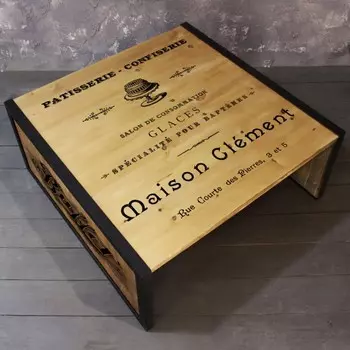 PATISSERIE - CONFISERIE
SALON DE CONSOMMATION
GLACES
SPÉCIALITÉ POUR BAPTÊMES
Maison Clément
Rue Courte des Pierres, 3 et 5